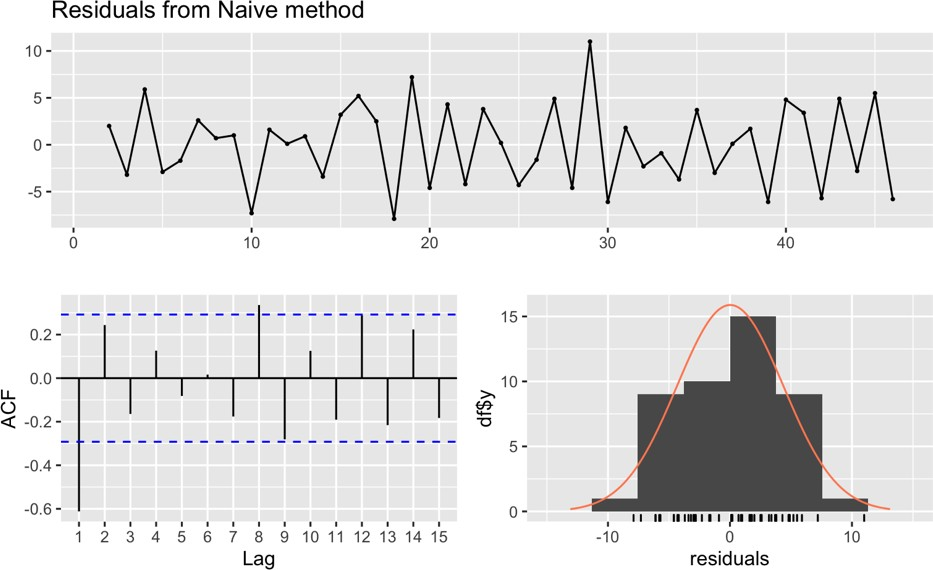 Residuals from Naive method
10
5
0
-5
0 10 20 30 40
ACF
0.2
0.0
-0.2
-0.4
-0.6
1 2 3 4 5 6 7 8 9 10 11 12 13 14 15
Lag
df$y
15
10
5
0
-10 0 10
residuals